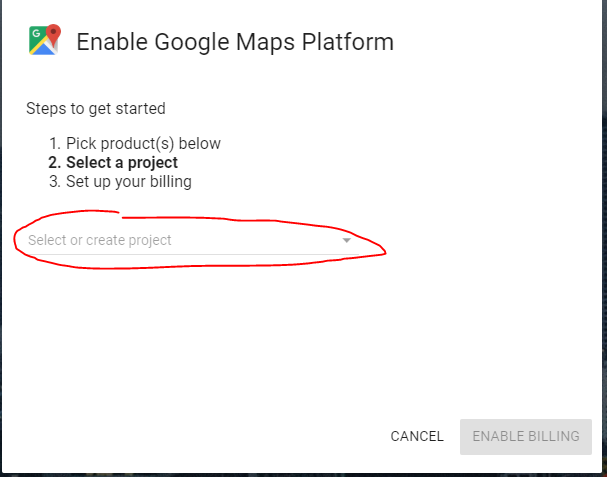 G
Enable Google Maps Platform
Steps to get started
1. Pick product(s) below
2. Select a project
3. Set up your billing
Select or create project
CANCEL ENABLE BILLING